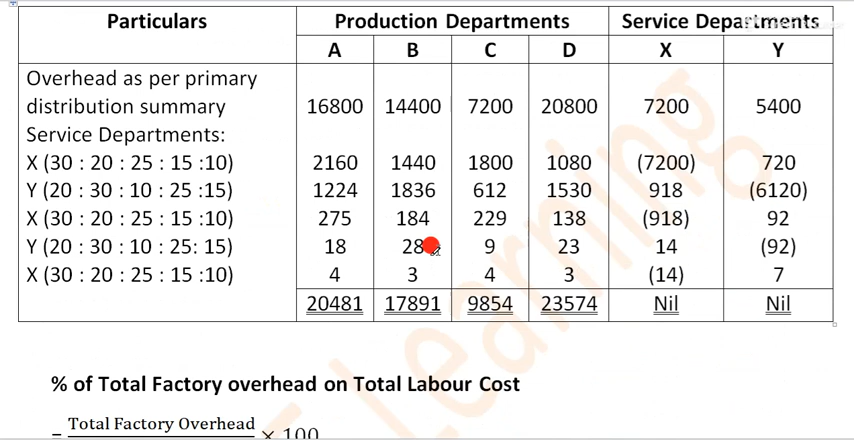 Particulars Production Departments Service Departments
A B C D X Y
Overhead as per primary
distribution summary 16800 14400 7200 20800 7200 5400
Service Departments:
X (30 : 20 : 25 : 15 :10) 2160 1440 1800 1080 (7200) 720
Y (20 : 30 : 10 : 25 : 15) 1224 1836 612 1530 918 (6120)
X (30 : 20 : 25 : 15 :10) 275 184 229 138 (918) 92
Y (20 : 30 : 10 : 25: 15) 18 28 9 23 14 (92)
X (30 : 20 : 25 : 15 :10) 4 3 4 3 (14) 7
20481 17891 9854 23574 Nil Nil
% of Total Factory overhead on Total Labour Cost
= Total Factory Overhead × 100
E Learning